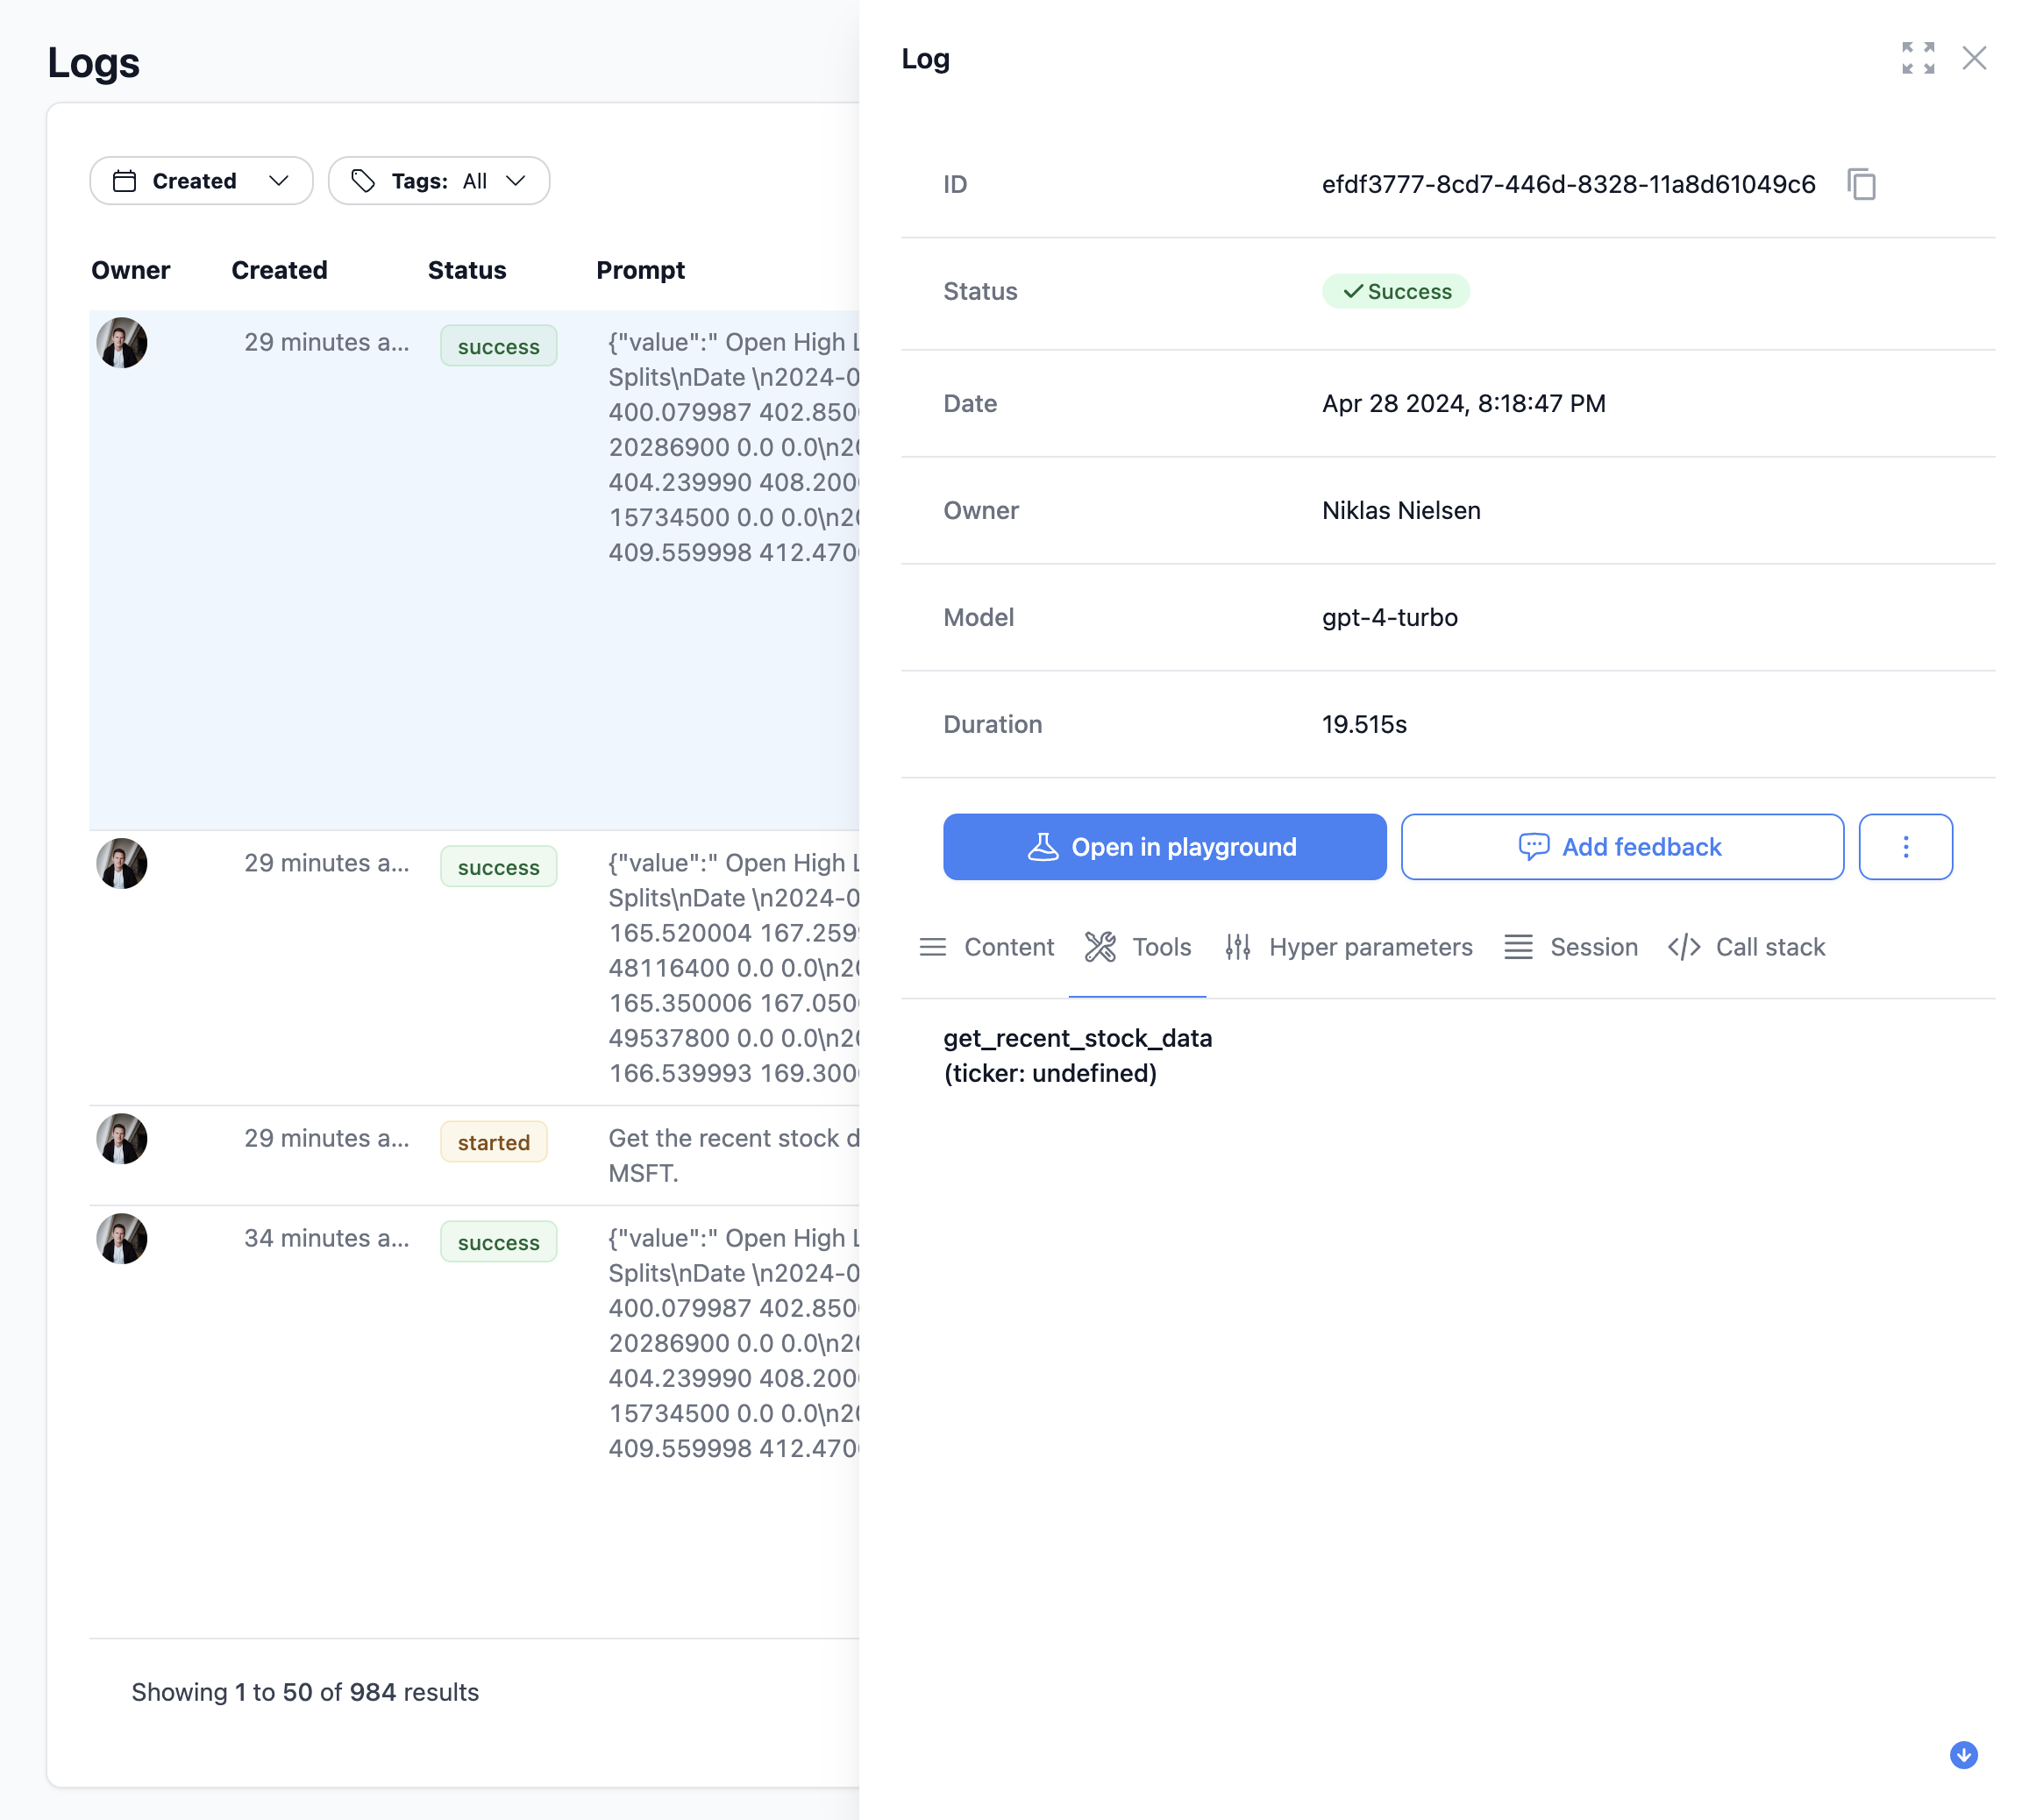 Logs
Created
Tags: All
Owner Created Status Prompt
29 minutes a... success {"value":" Open High
Splits\nDate \n2024-0
400.079987 402.850
20286900 0.0 0.0\n2
404.239990 408.200
15734500 0.0 0.0\n2
409.559998 412.470
29 minutes a... success {"value":" Open High
Splits\nDate \n2024-0
165.520004 167.259
48116400 0.0 0.0\n2
165.350006 167.050
49537800 0.0 0.0\n2
166.539993 169.300
29 minutes a... started Get the recent stock
MSFT.
34 minutes a... success {"value":" Open High
Splits\nDate \n2024-0
400.079987 402.850
20286900 0.0 0.0\n2
404.239990 408.200
15734500 0.0 0.0\n2
409.559998 412.470
Showing 1 to 50 of 984 results
Log
ID efdf3777-8cd7-446d-8328-11a8d61049c6
Status Success
Date Apr 28 2024, 8:18:47 PM
Owner Niklas Nielsen
Model gpt-4-turbo
Duration 19.515s
Open in playground Add feedback
Content Tools Hyper parameters Session Call stack
get_recent_stock_data
(ticker: undefined)